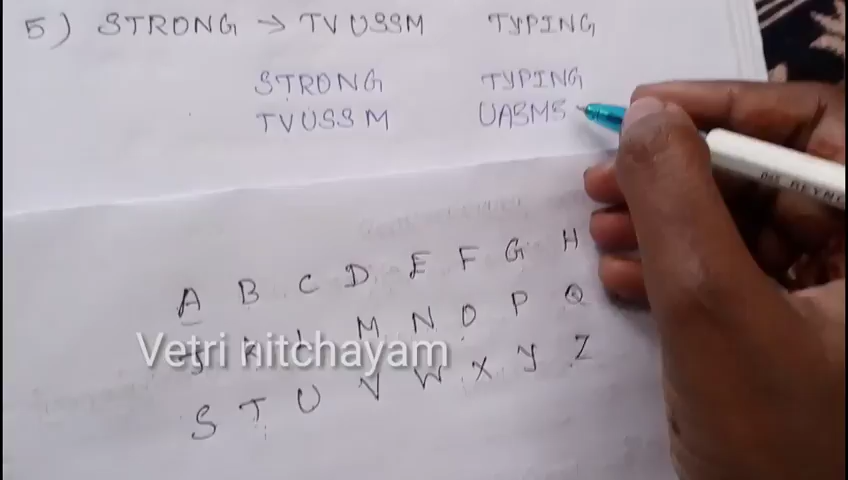 5) STRONG → TVUSSM TYPING
STRONG TYPING
TVUSSM UASMS
A B C D E F G H
J K L M N O P Q
S T U V W X Y Z
Vetri nitchayam